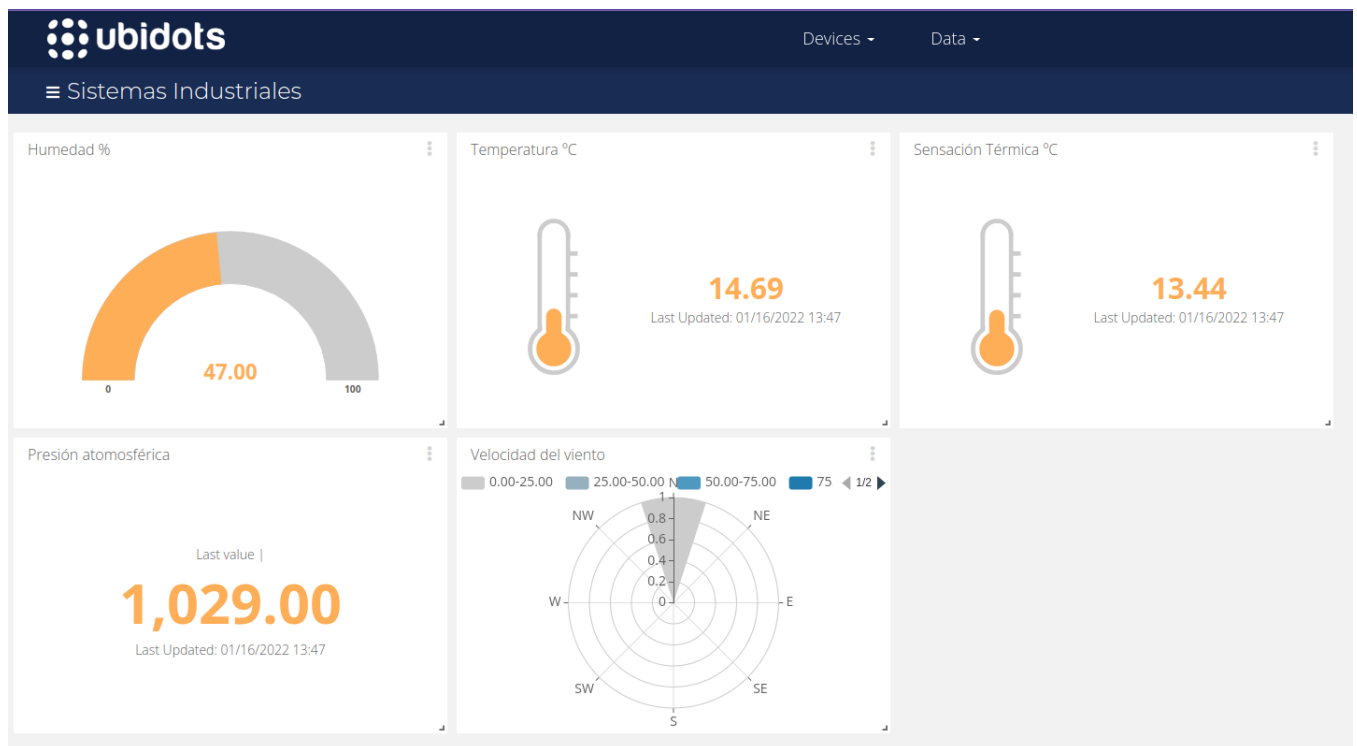 ubidots
Devices
Data
≡ Sistemas Industriales
Humedad %
47.00
0
100
Temperatura ºC
14.69
Last Updated: 01/16/2022 13:47
Sensación Térmica ºC
13.44
Last Updated: 01/16/2022 13:47
Presión atomosférica
Last value |
1,029.00
Last Updated: 01/16/2022 13:47
Velocidad del viento
0.00-25.00 25.00-50.00 50.00-75.00 75 1/2
N
1
NW
0.8
NE
0.6
0.4
0.2
W
0
E
SW
SE
S